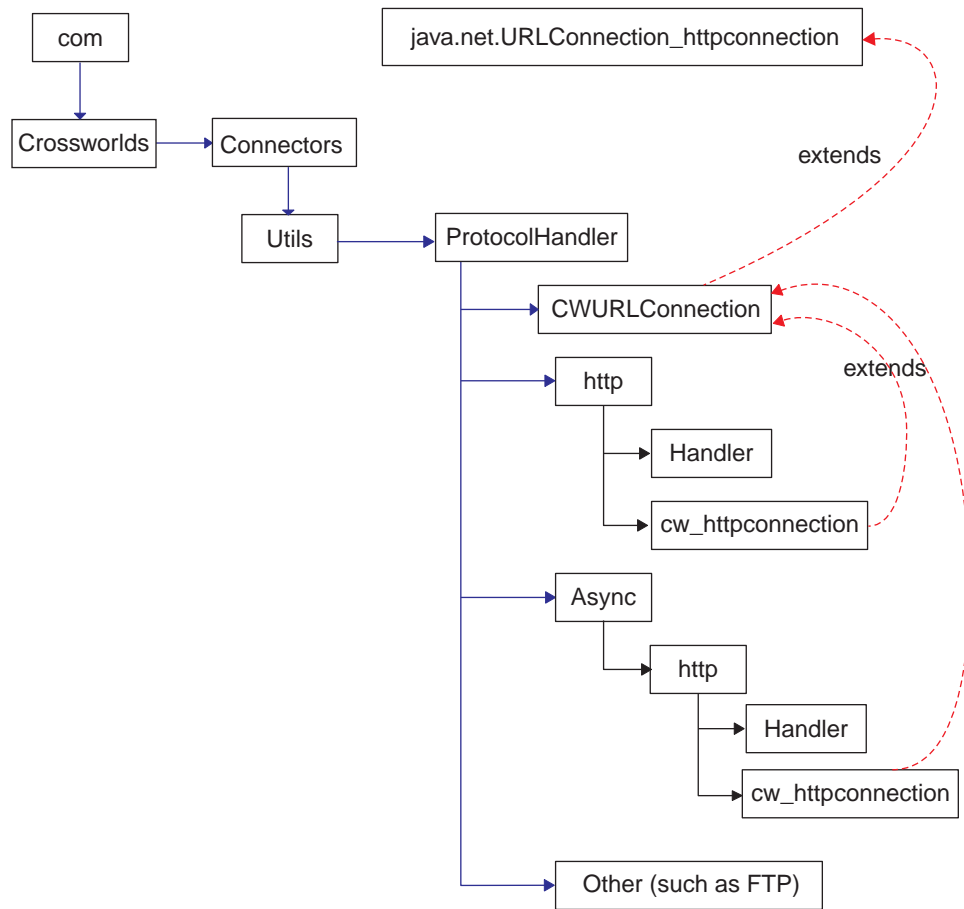 com
java.net.URLConnection_httpconnection
Crossworlds
Connectors
extends
Utils
ProtocolHandler
CWURLConnection
http
extends
Handler
cw_httpconnection
Async
http
Handler
cw_httpconnection
Other (such as FTP)